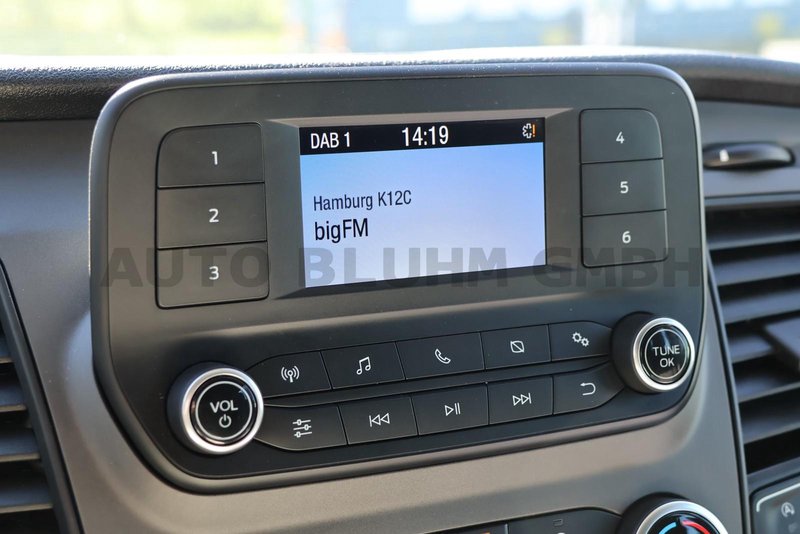 DAB 1 14:19
1
2
3
Hamburg K12C
bigFM
4
5
6
AUTO BLUHM GMBH
VOL
TUNE
OK